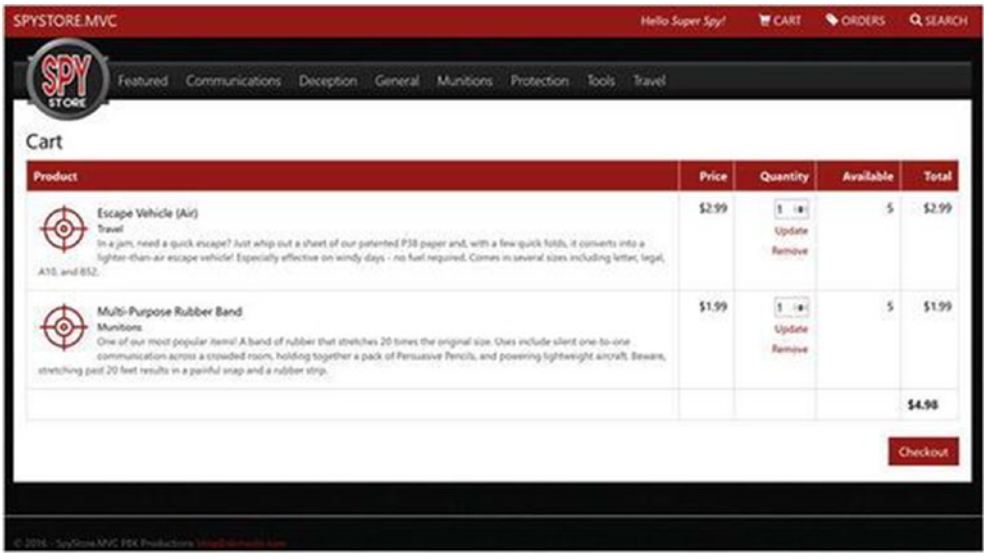 SPYSTORE.MVC Hello Super Spy! CART ORDERS SEARCH
SPY
STORE
Featured Communications Deception General Munitions Protection Tools Travel
Cart
Product Price Quantity Available Total
Escape Vehicle (Air) $2.99 1 5 $2.99
Travel Update
In a jam, need a quick escape? Just whip out a sheet of our patented P38 paper and, with a few quick folds, it converts into a
Remove
lighter-than-air escape vehicle! Especially effective on windy days - no fuel required. Comes in several sizes including letter, legal,
A10, and B52.
Multi-Purpose Rubber Band $1.99 1 5 $1.99
Munitions Update
One of our most popular items! A band of rubber that stretches 20 times the original size. Uses include silent one-to-one
Remove
communication across a crowded room, holding together a pack of Persuasive Pencils, and powering lightweight aircraft. Beware,
stretching past 20 feet results in a painful snap and a rubber strip.
$4.98
Checkout
© 2016 - SpyStore.MVC PBK Productions